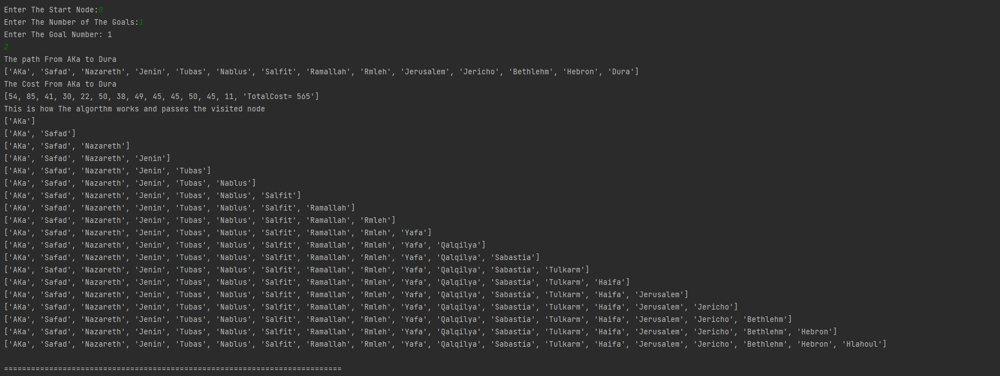 Enter The Start Node:0
Enter The Number of The Goals:1
Enter The Goal Number: 1
2
The path From AKa to Dura
['AKa', 'Safad', 'Nazareth', 'Jenin', 'Tubas', 'Nablus', 'Salfit', 'Ramallah', 'Rmleh', 'Jerusalem', 'Jericho', 'Bethlehm', 'Hebron', 'Dura']
The Cost From AKa to Dura
[54, 85, 41, 30, 22, 50, 38, 49, 45, 45, 50, 45, 11, 'TotalCost= 565']
This is how The algorthm works and passes the visited node
['AKa']
['AKa', 'Safad']
['AKa', 'Safad', 'Nazareth']
['AKa', 'Safad', 'Nazareth', 'Jenin']
['AKa', 'Safad', 'Nazareth', 'Jenin', 'Tubas']
['AKa', 'Safad', 'Nazareth', 'Jenin', 'Tubas', 'Nablus']
['AKa', 'Safad', 'Nazareth', 'Jenin', 'Tubas', 'Nablus', 'Salfit']
['AKa', 'Safad', 'Nazareth', 'Jenin', 'Tubas', 'Nablus', 'Salfit', 'Ramallah']
['AKa', 'Safad', 'Nazareth', 'Jenin', 'Tubas', 'Nablus', 'Salfit', 'Ramallah', 'Rmleh']
['AKa', 'Safad', 'Nazareth', 'Jenin', 'Tubas', 'Nablus', 'Salfit', 'Ramallah', 'Rmleh', 'Yafa']
['AKa', 'Safad', 'Nazareth', 'Jenin', 'Tubas', 'Nablus', 'Salfit', 'Ramallah', 'Rmleh', 'Yafa', 'Qalqilya']
['AKa', 'Safad', 'Nazareth', 'Jenin', 'Tubas', 'Nablus', 'Salfit', 'Ramallah', 'Rmleh', 'Yafa', 'Qalqilya', 'Sabastia']
['AKa', 'Safad', 'Nazareth', 'Jenin', 'Tubas', 'Nablus', 'Salfit', 'Ramallah', 'Rmleh', 'Yafa', 'Qalqilya', 'Sabastia', 'Tulkarm']
['AKa', 'Safad', 'Nazareth', 'Jenin', 'Tubas', 'Nablus', 'Salfit', 'Ramallah', 'Rmleh', 'Yafa', 'Qalqilya', 'Sabastia', 'Tulkarm', 'Haifa']
['AKa', 'Safad', 'Nazareth', 'Jenin', 'Tubas', 'Nablus', 'Salfit', 'Ramallah', 'Rmleh', 'Yafa', 'Qalqilya', 'Sabastia', 'Tulkarm', 'Haifa', 'Jerusalem']
['AKa', 'Safad', 'Nazareth', 'Jenin', 'Tubas', 'Nablus', 'Salfit', 'Ramallah', 'Rmleh', 'Yafa', 'Qalqilya', 'Sabastia', 'Tulkarm', 'Haifa', 'Jerusalem', 'Jericho']
['AKa', 'Safad', 'Nazareth', 'Jenin', 'Tubas', 'Nablus', 'Salfit', 'Ramallah', 'Rmleh', 'Yafa', 'Qalqilya', 'Sabastia', 'Tulkarm', 'Haifa', 'Jerusalem', 'Jericho', 'Bethlehm']
['AKa', 'Safad', 'Nazareth', 'Jenin', 'Tubas', 'Nablus', 'Salfit', 'Ramallah', 'Rmleh', 'Yafa', 'Qalqilya', 'Sabastia', 'Tulkarm', 'Haifa', 'Jerusalem', 'Jericho', 'Bethlehm', 'Hebron']
['AKa', 'Safad', 'Nazareth', 'Jenin', 'Tubas', 'Nablus', 'Salfit', 'Ramallah', 'Rmleh', 'Yafa', 'Qalqilya', 'Sabastia', 'Tulkarm', 'Haifa', 'Jerusalem', 'Jericho', 'Bethlehm', 'Hebron', 'Hlahoul']
===========================================================================